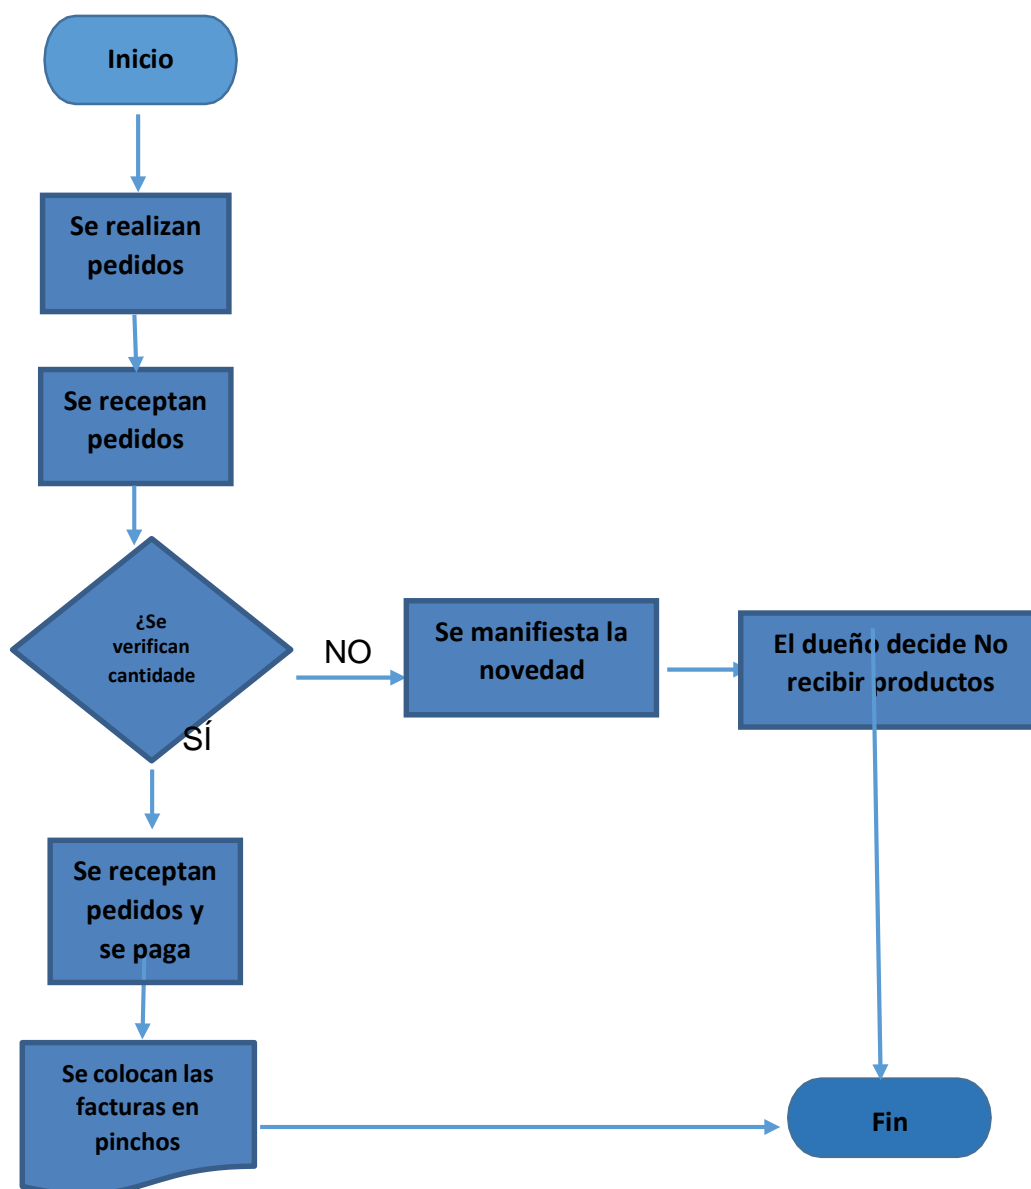 Inicio
Se realizan
pedidos
Se receptan
pedidos
¿Se
verifican
cantidade
NO
Se manifiesta la
novedad
El dueño decide No
recibir productos
SÍ
Se receptan
pedidos y
se paga
Se colocan las
facturas en
pinchos
Fin